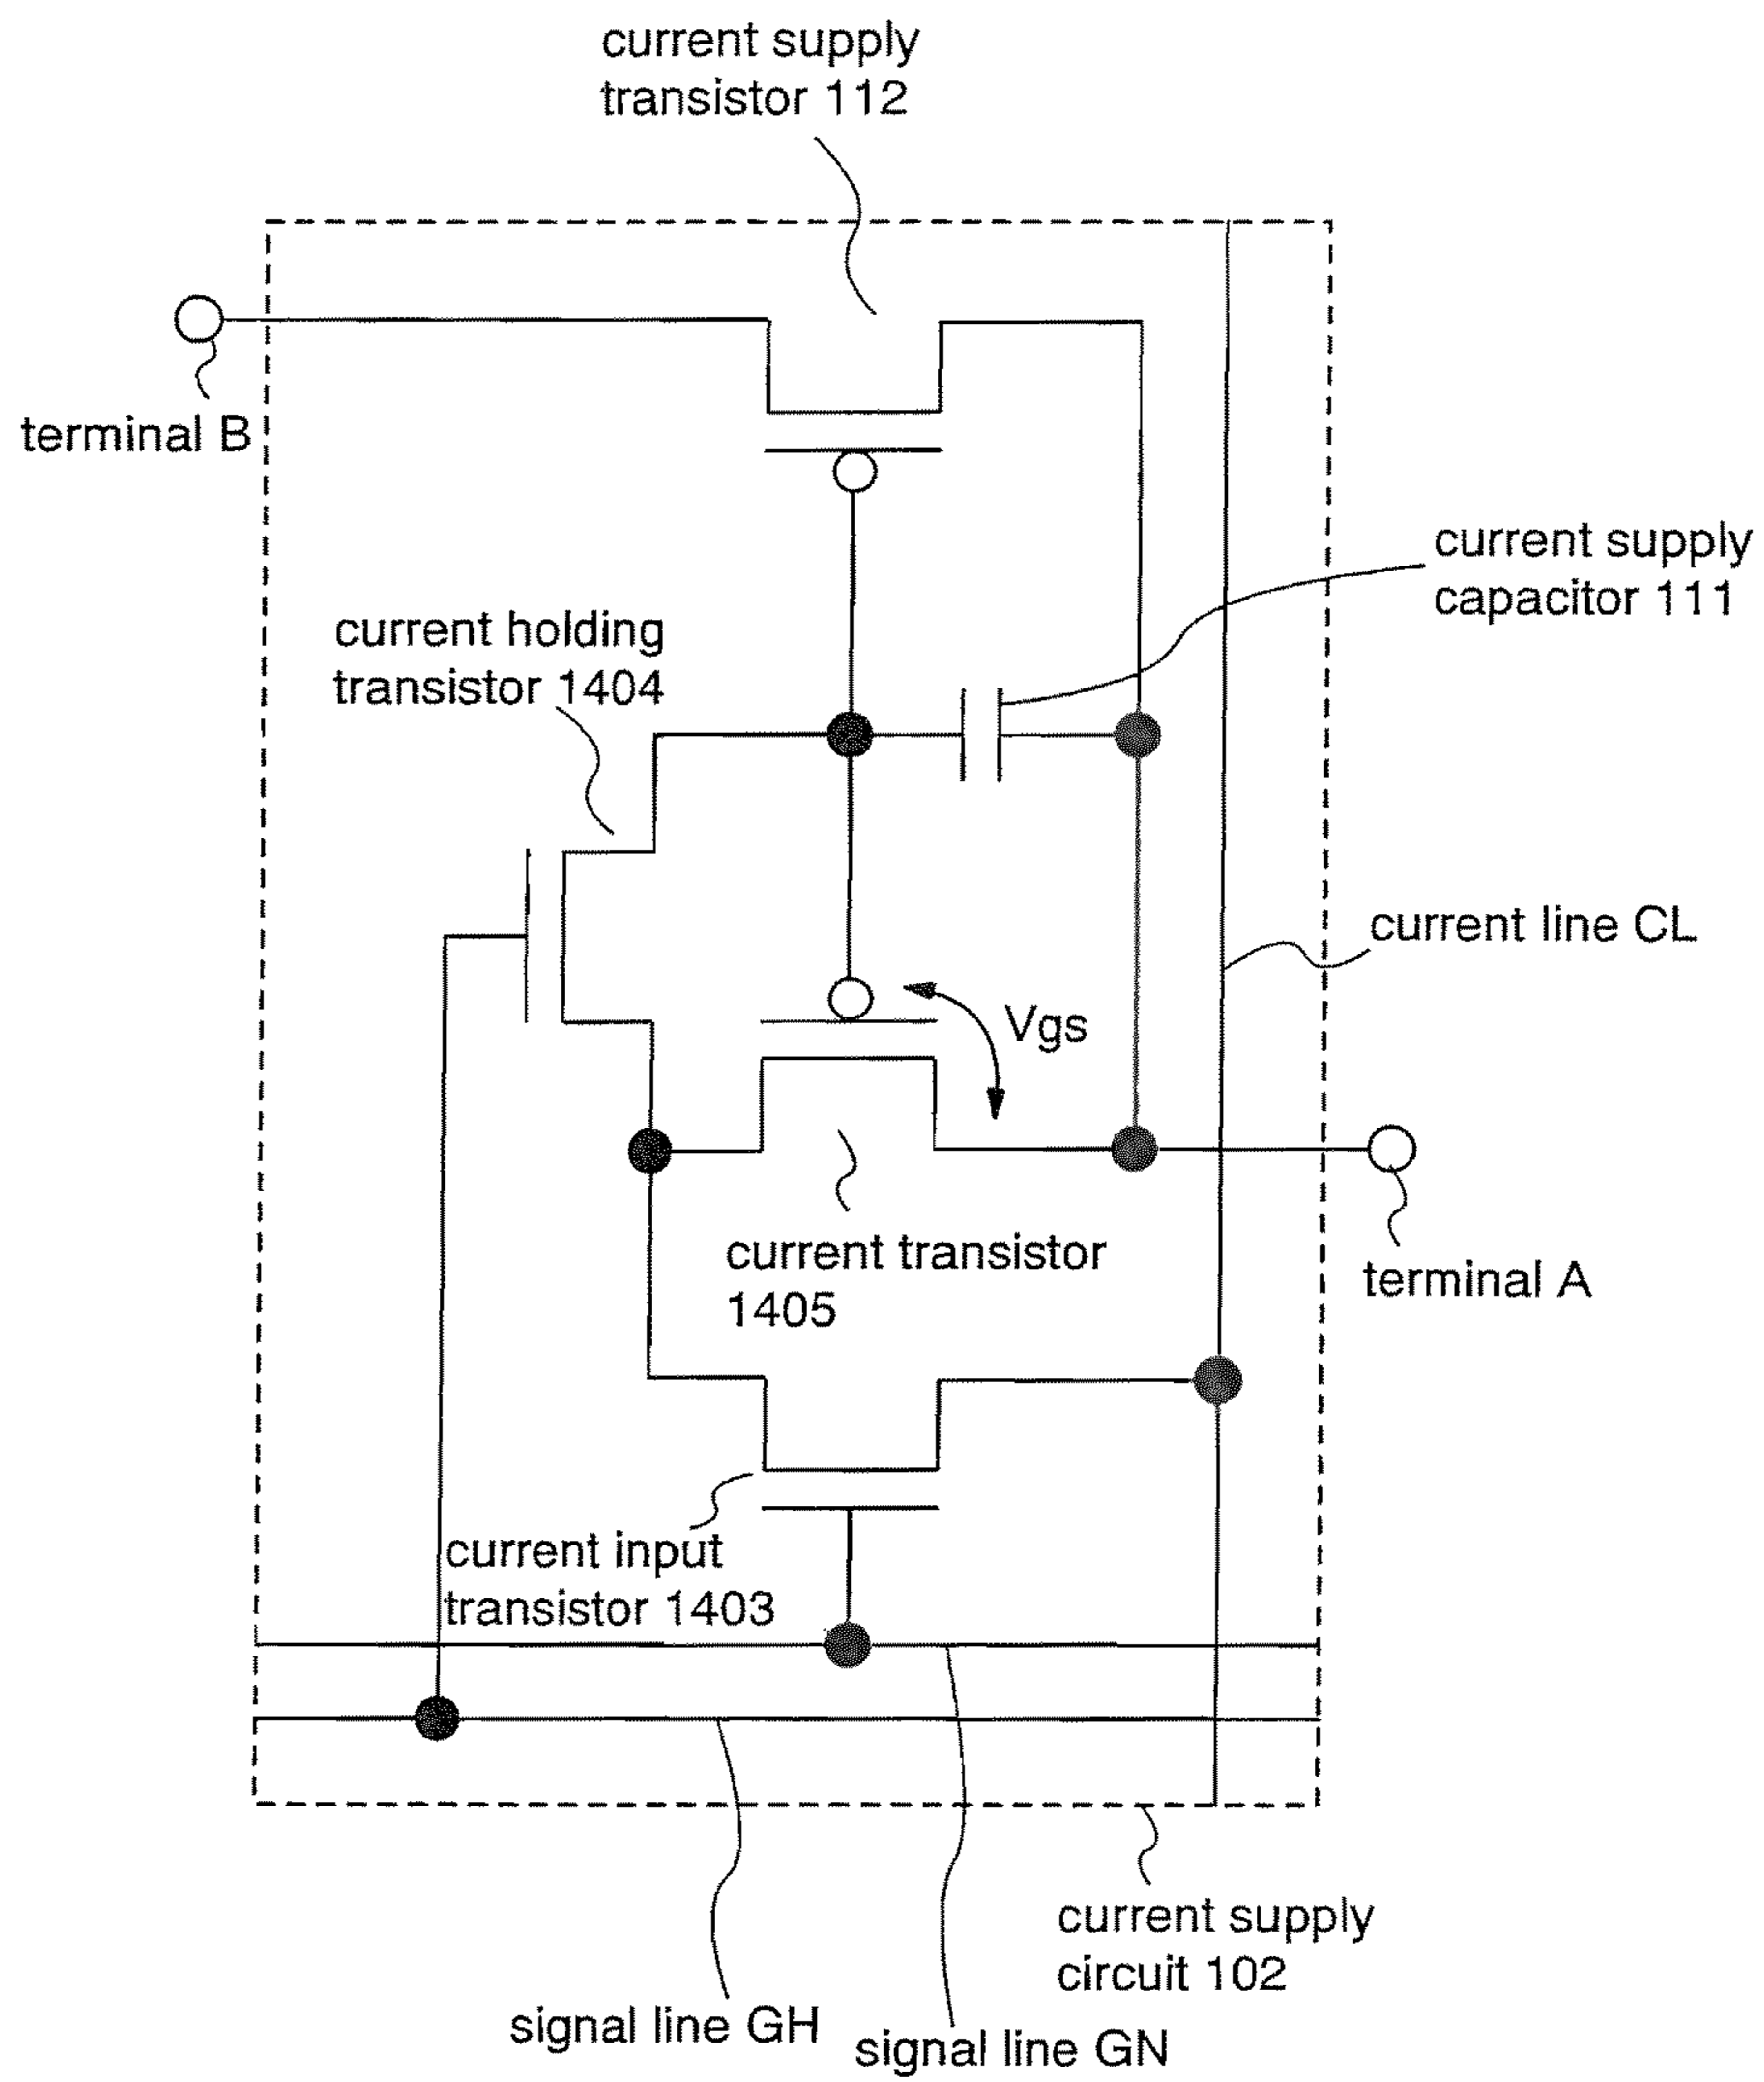 current supply
transistor 112
terminal B
current supply
capacitor 111
current holding
transistor 1404
current line CL
Vgs
current transistor
1405
terminal A
current input
transistor 1403
current supply
circuit 102
signal line GH
signal line GN